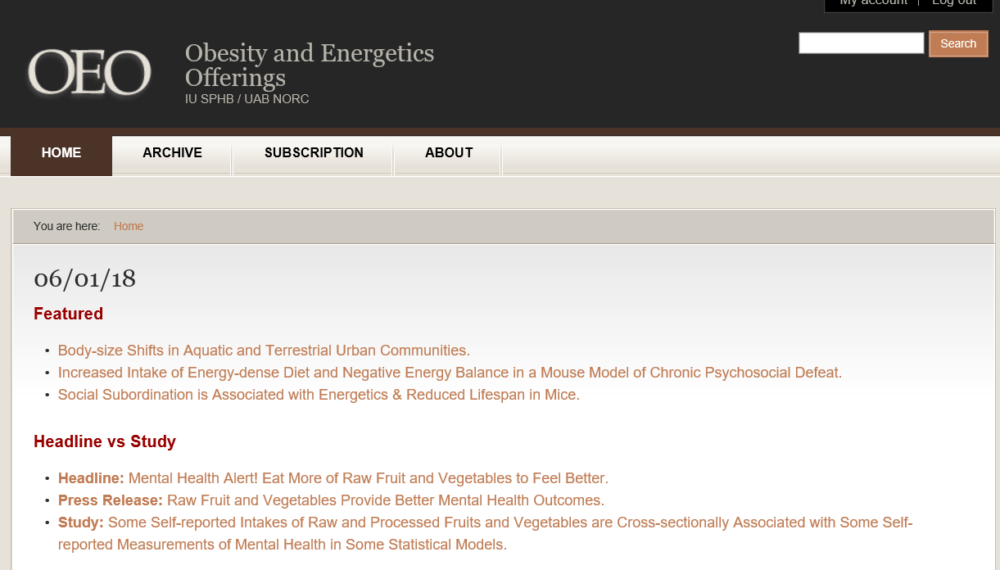 My account | Log out
OEO
Obesity and Energetics
Offerings
IU SPHB / UAB NORC
Search
HOME ARCHIVE SUBSCRIPTION ABOUT
You are here: Home
06/01/18
Featured
• Body-size Shifts in Aquatic and Terrestrial Urban Communities.
• Increased Intake of Energy-dense Diet and Negative Energy Balance in a Mouse Model of Chronic Psychosocial Defeat.
• Social Subordination is Associated with Energetics & Reduced Lifespan in Mice.
Headline vs Study
• Headline: Mental Health Alert! Eat More of Raw Fruit and Vegetables to Feel Better.
• Press Release: Raw Fruit and Vegetables Provide Better Mental Health Outcomes.
• Study: Some Self-reported Intakes of Raw and Processed Fruits and Vegetables are Cross-sectionally Associated with Some Self-
reported Measurements of Mental Health in Some Statistical Models.